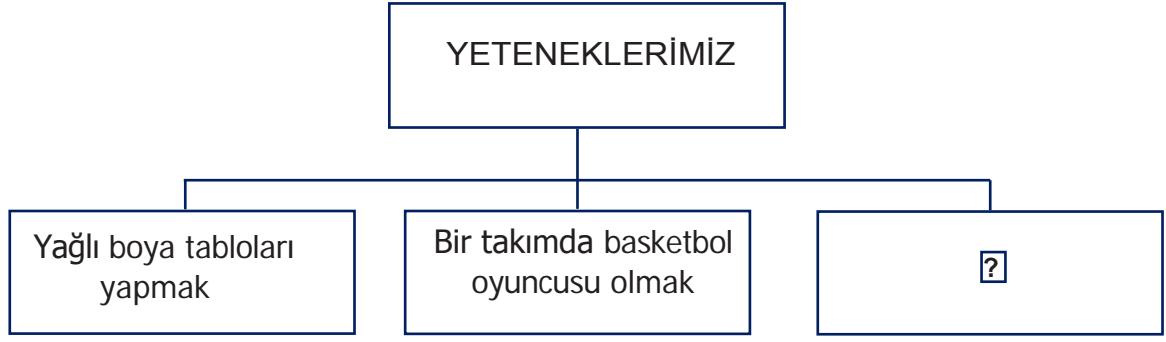 YETENEKLERİMİZ
Yağlı boya tabloları
yapmak
Bir takımda basketbol
oyuncusu olmak
?